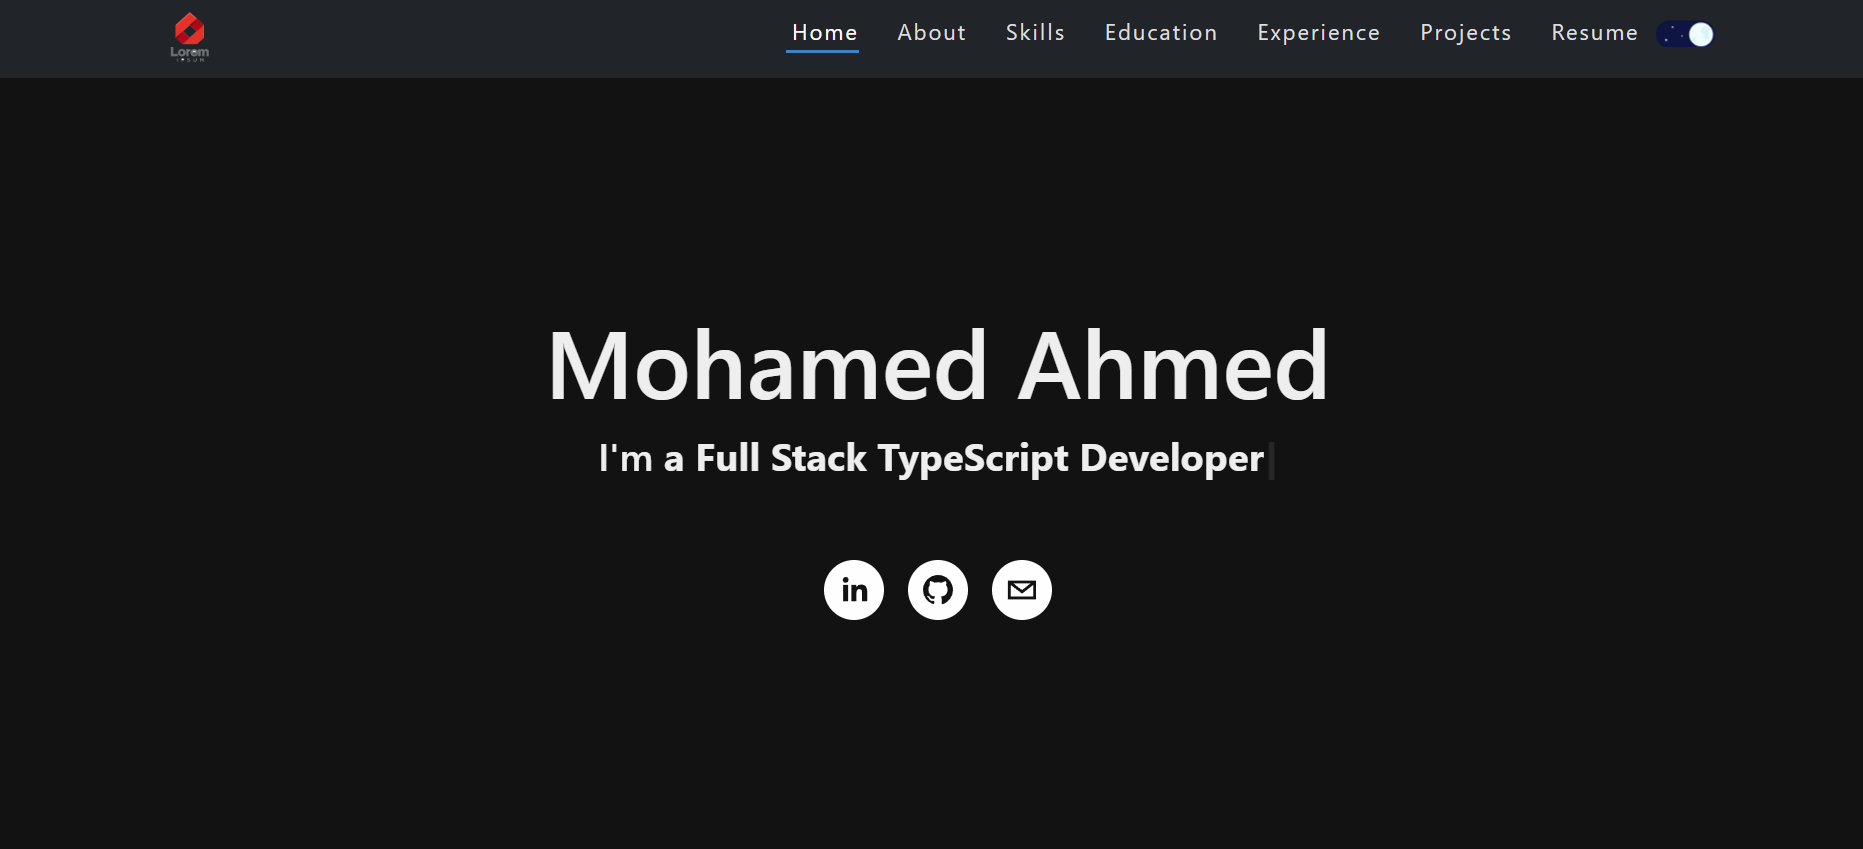 Lorem
IPSUM
Home
About
Skills
Education
Experience
Projects
Resume
Mohamed Ahmed
I'm a Full Stack TypeScript Developer
in